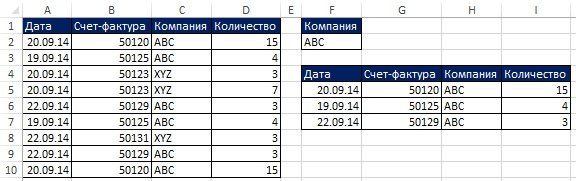 A B C D E F G H I
1 Дата Счет-фактура Компания Количество Компания
2 20.09.14 50120 ABC 15 ABC
3 19.09.14 50125 ABC 4
4 20.09.14 50123 XYZ 3 Дата Счет-фактура Компания Количество
5 20.09.14 50123 XYZ 7 20.09.14 50120 ABC 15
6 22.09.14 50129 ABC 3 19.09.14 50125 ABC 4
7 19.09.14 50125 ABC 4 22.09.14 50129 ABC 3
8 22.09.14 50131 XYZ 3
9 22.09.14 50129 ABC 3
10 20.09.14 50120 ABC 15